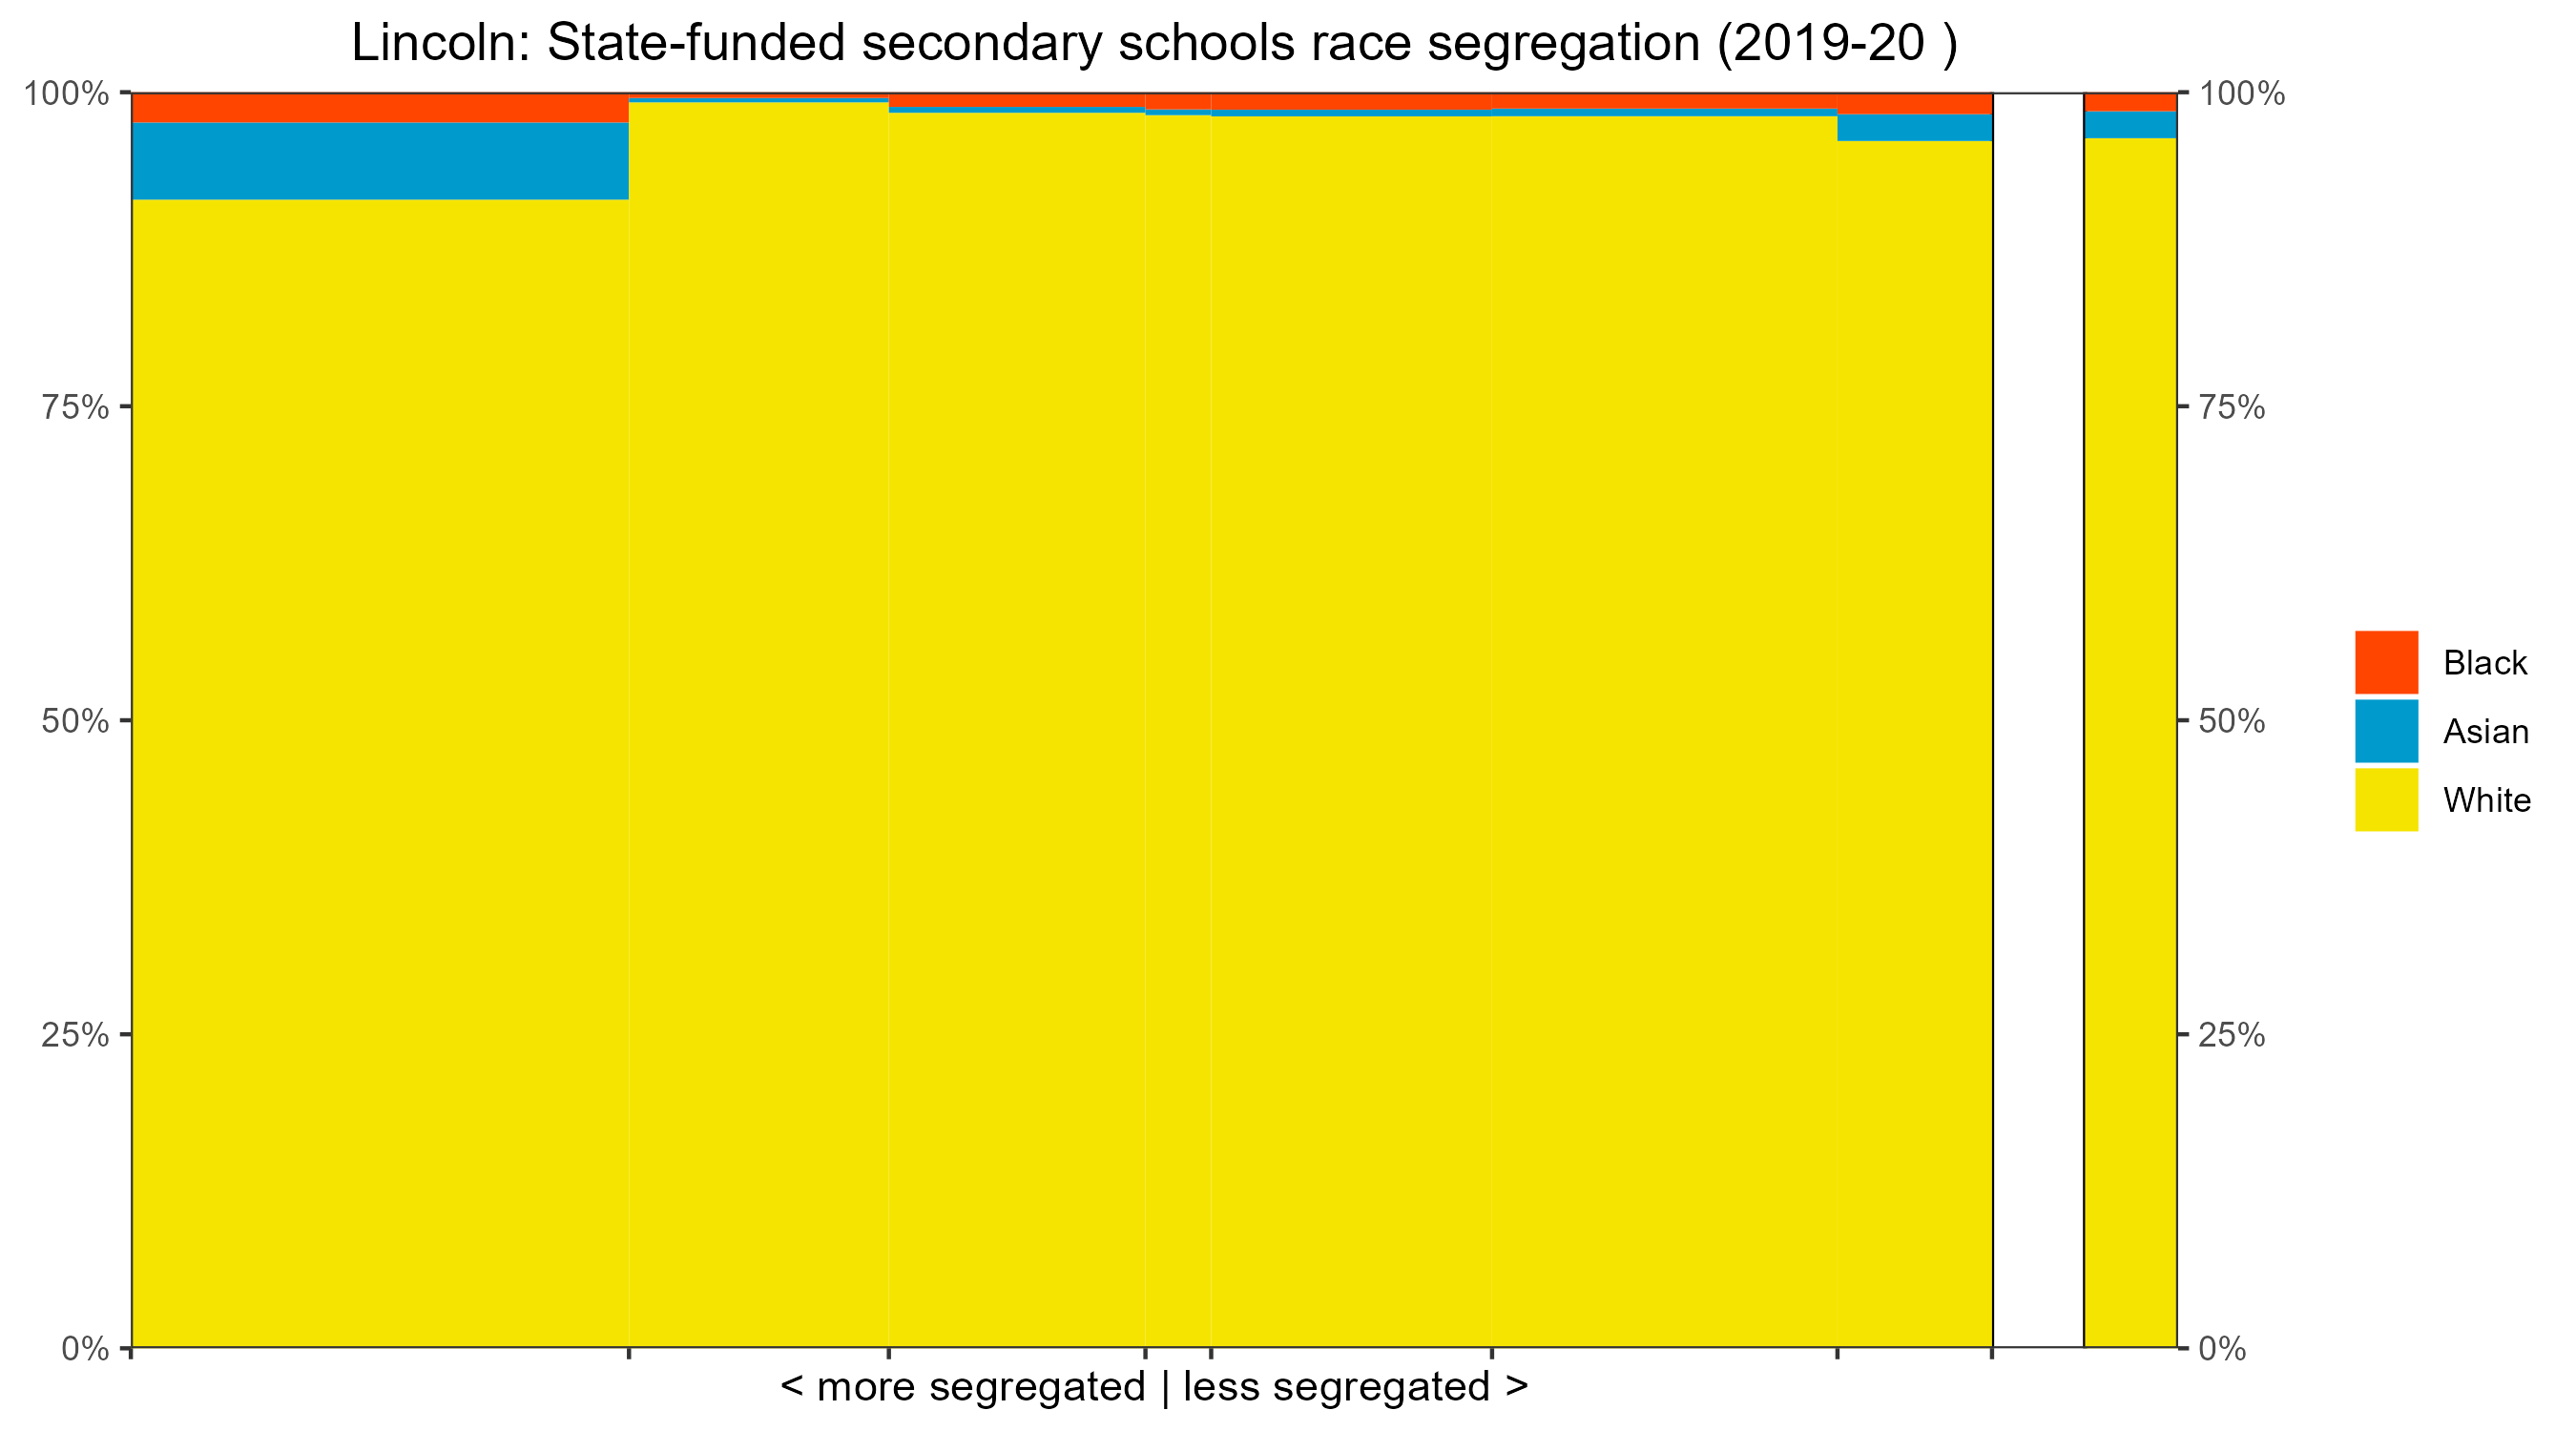 Lincoln: State-funded secondary schools race segregation (2019-20 )
100%
75%
50%
25%
0%
100%
75%
50%
25%
0%
Black
Asian
White
< more segregated | less segregated >